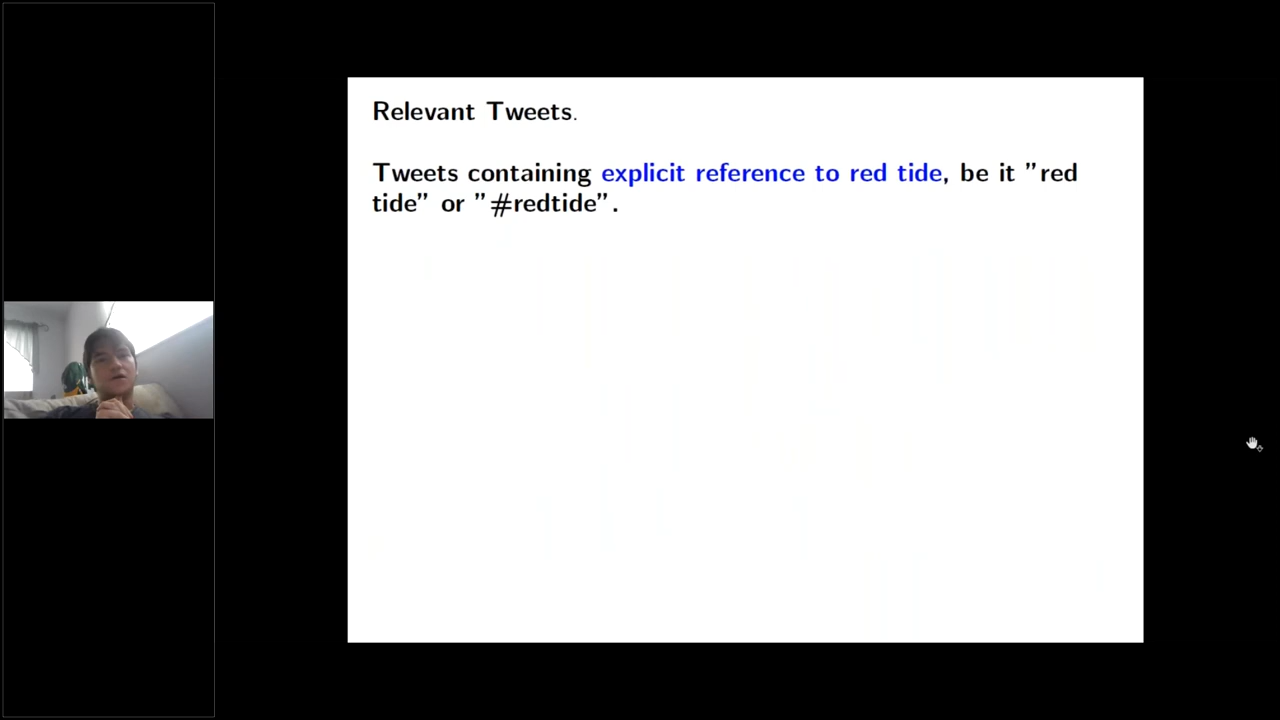 Relevant Tweets.
Tweets containing explicit reference to red tide, be it ”red
tide” or ”#redtide”.